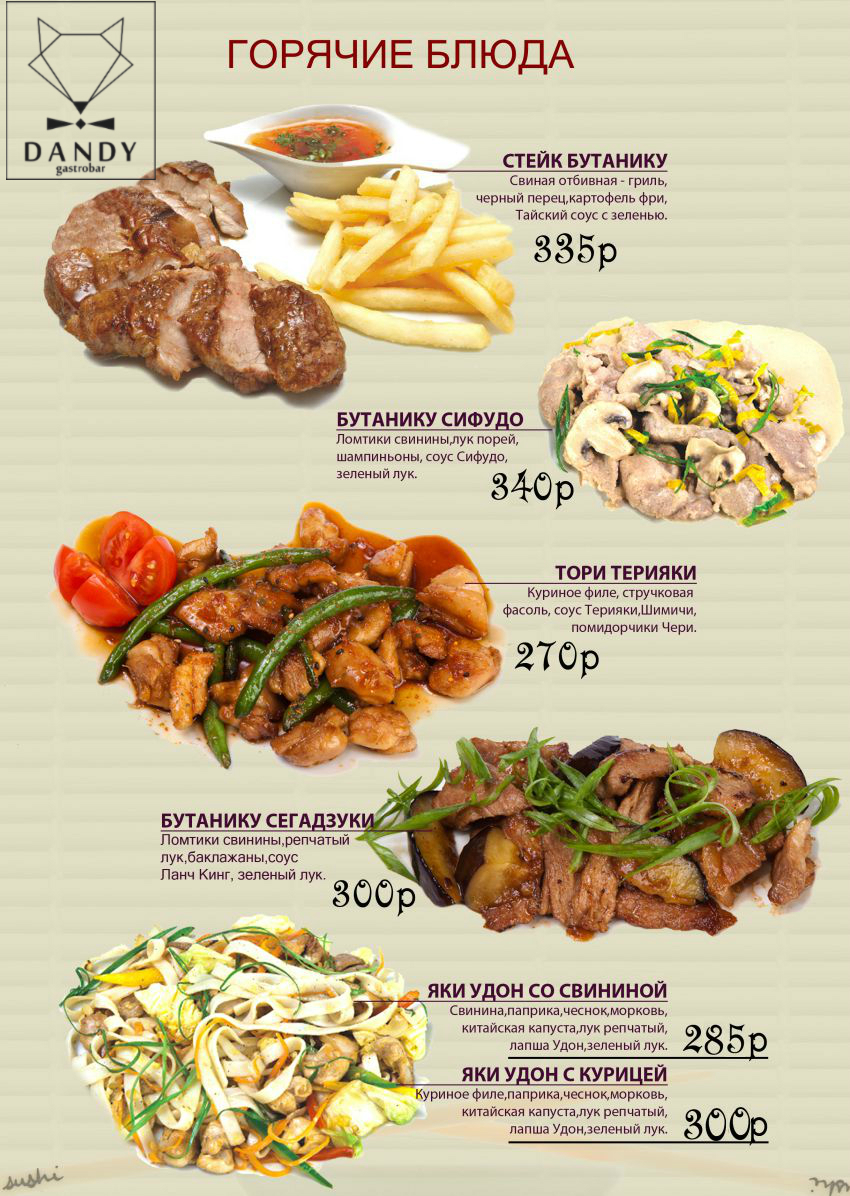 DANDY
gastrobar
ГОРЯЧИЕ БЛЮДА
СТЕЙК БУТАНИКУ
Свиная отбивная - гриль,
черный перец,картофель фри,
Тайский соус с зеленью.
335р
БУТАНИКУ СИФУДО
Ломтики свинины,лук порей,
шампиньоны, соус Сифудо,
зеленый лук.
340р
ТОРИ ТЕРИЯКИ
Куриное филе, стручковая
фасоль, соус Терияки,Шимичи,
помидорчики Чери.
270р
БУТАНИКУ СЕГАДЗУКИ
Ломтики свинины,репчатый
лук,баклажаны,соус
Ланч Кинг, зеленый лук.
300р
ЯКИ УДОН СО СВИНИНОЙ
Свинина,паприка,чеснок,морковь,
китайская капуста,лук репчатый,
лапша Удон,зеленый лук.
285р
ЯКИ УДОН С КУРИЦЕЙ
Куриное филе,паприка,чеснок,морковь,
китайская капуста,лук репчатый,
лапша Удон,зеленый лук.
300р
sushi